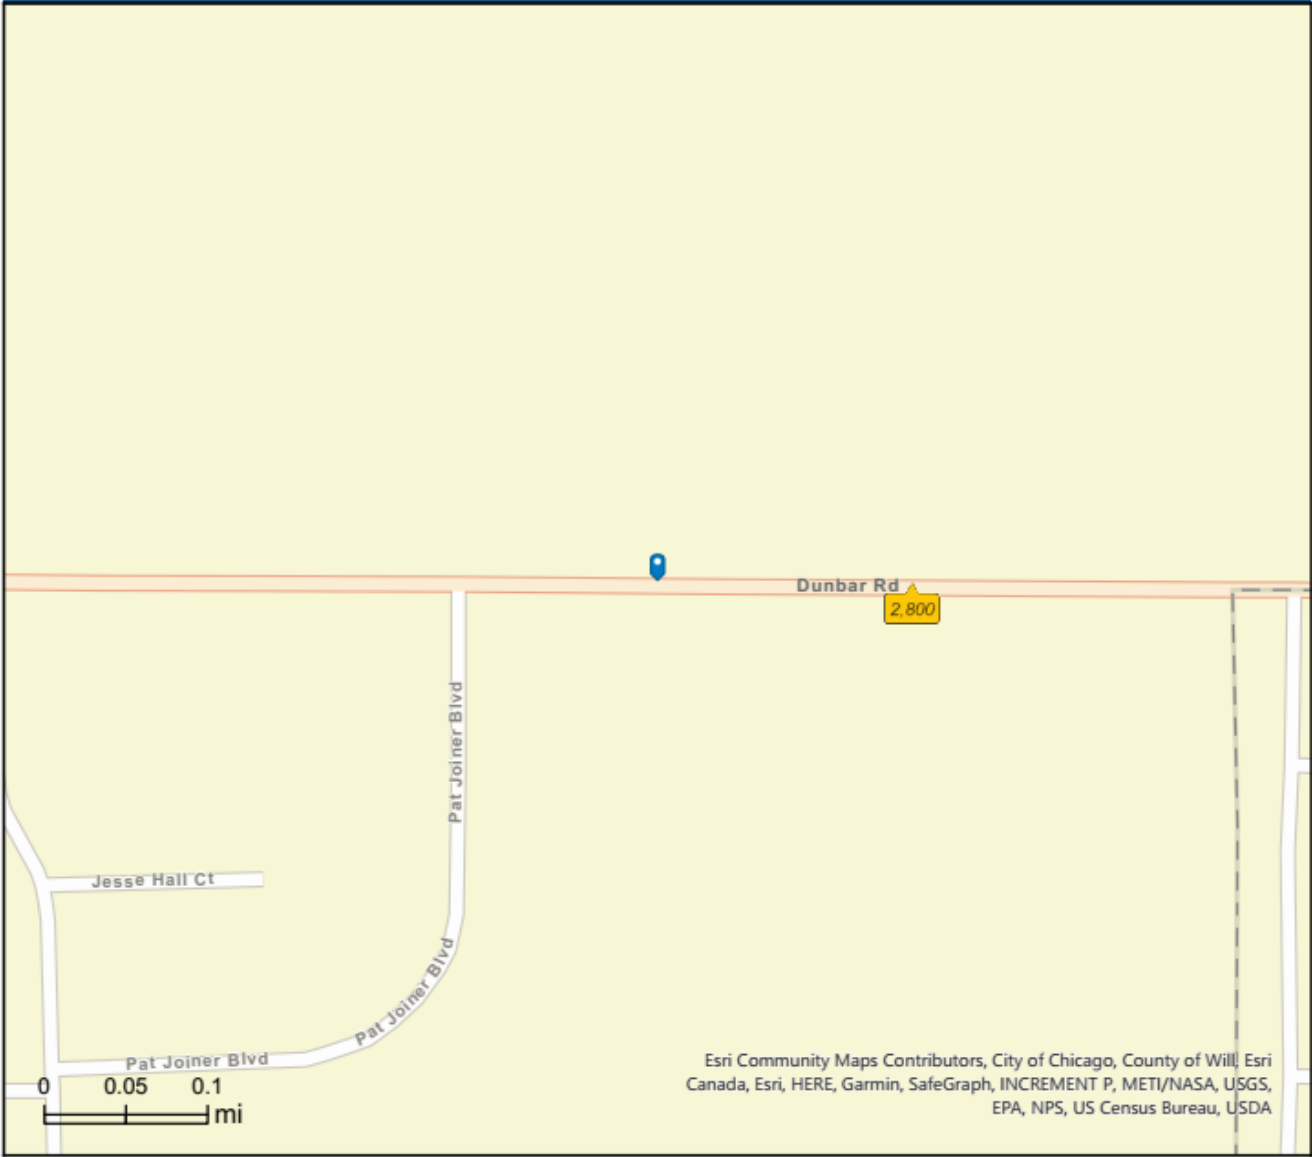 Dunbar Rd
2,800
Pat Joiner Blvd
Jesse Hall Ct
Pat Joiner Blvd
Pat Joiner Blvd
0 0.05 0.1
mi
Esri Community Maps Contributors, City of Chicago, County of Will, Esri
Canada, Esri, HERE, Garmin, SafeGraph, INCREMENT P, METI/NASA, USGS,
EPA, NPS, US Census Bureau, USDA